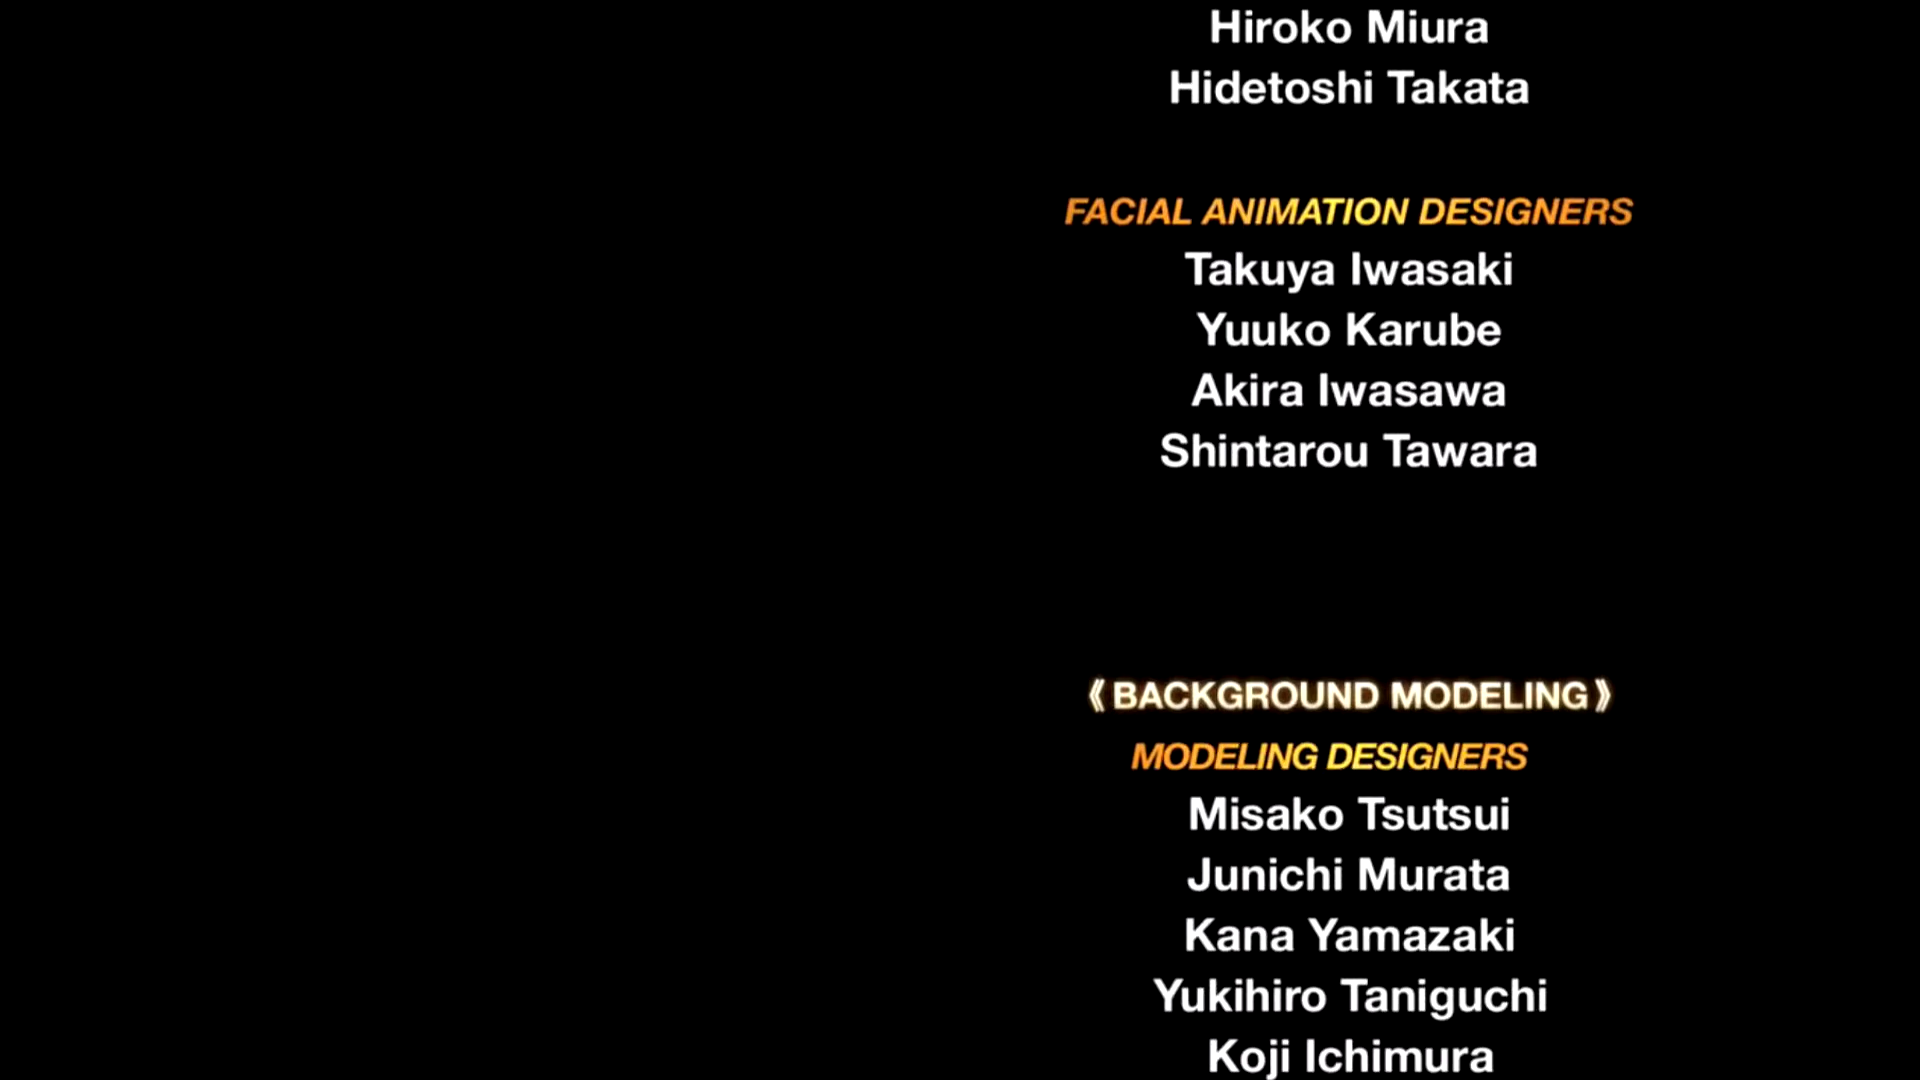 Hiroko Miura
Hidetoshi Takata
FACIAL ANIMATION DESIGNERS
Takuya Iwasaki
Yuuko Karube
Akira Iwasawa
Shintarou Tawara
《BACKGROUND MODELING》
MODELING DESIGNERS
Misako Tsutsui
Junichi Murata
Kana Yamazaki
Yukihiro Taniguchi
Koji Ichimura